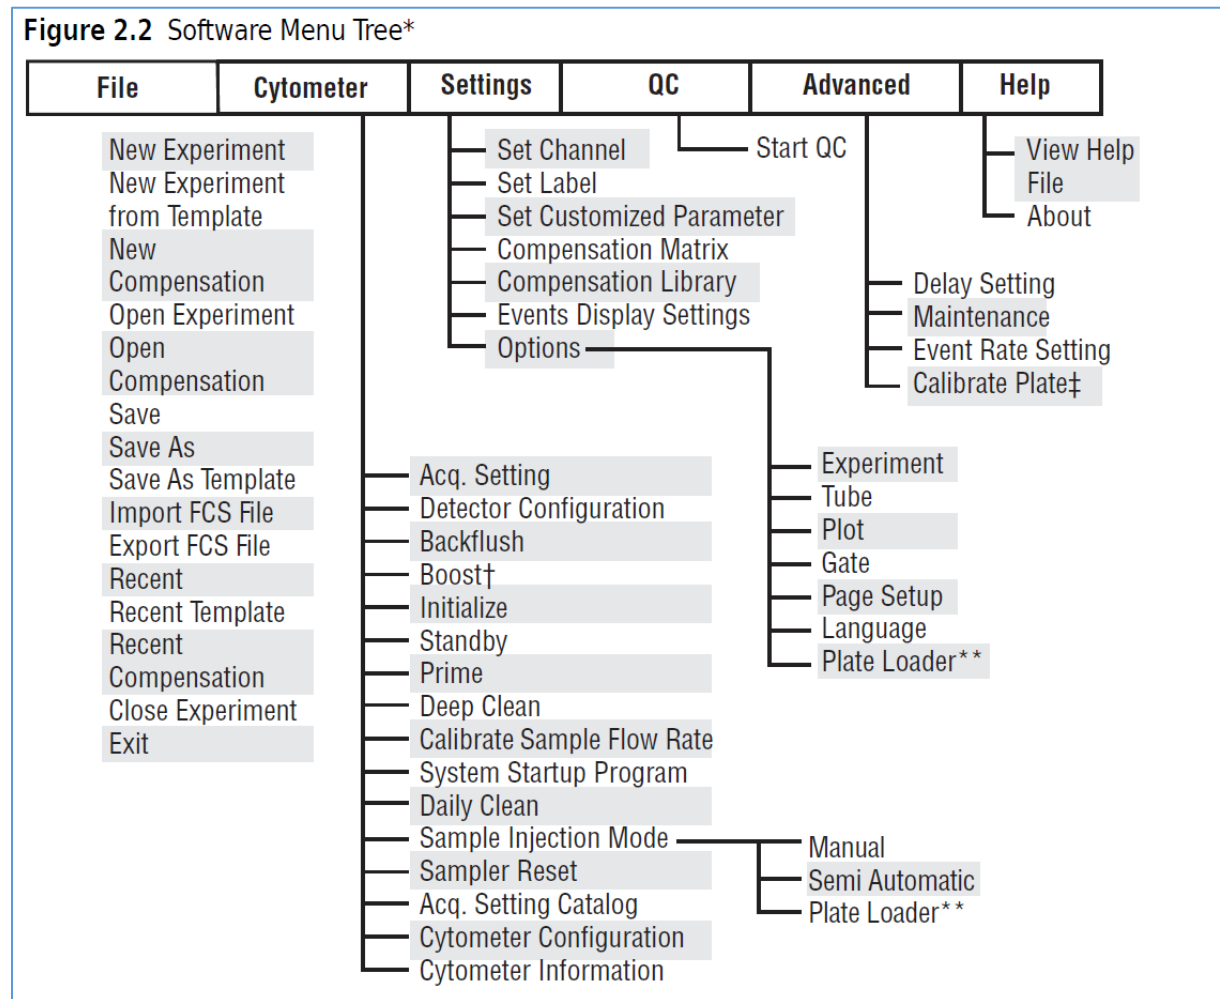 Figure 2.2 Software Menu Tree*
File
Cytometer
Settings
QC
Advanced
Help
New Experiment
New Experiment
from Template
New
Compensation
Open Experiment
Open
Compensation
Save
Save As
Save As Template
Import FCS File
Export FCS File
Recent
Recent Template
Recent
Compensation
Close Experiment
Exit
Acq. Setting
Detector Configuration
Backflush
Boost†
Initialize
Standby
Prime
Deep Clean
Calibrate Sample Flow Rate
System Startup Program
Daily Clean
Sample Injection Mode
Sampler Reset
Acq. Setting Catalog
Cytometer Configuration
Cytometer Information
Manual
Semi Automatic
Plate Loader**
Set Channel
Set Label
Set Customized Parameter
Compensation Matrix
Compensation Library
Events Display Settings
Options
Experiment
Tube
Plot
Gate
Page Setup
Language
Plate Loader**
Start QC
Delay Setting
Maintenance
Event Rate Setting
Calibrate Plate‡
View Help
File
About